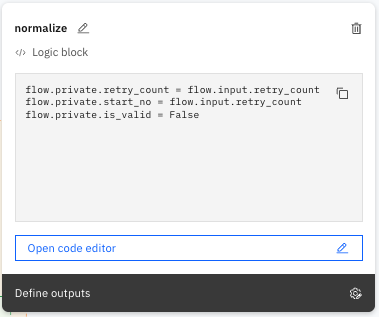 normalize
</> Logic block
flow.private.retry_count = flow.input.retry_count
flow.private.start_no = flow.input.retry_count
flow.private.is_valid = False
Open code editor
Define outputs